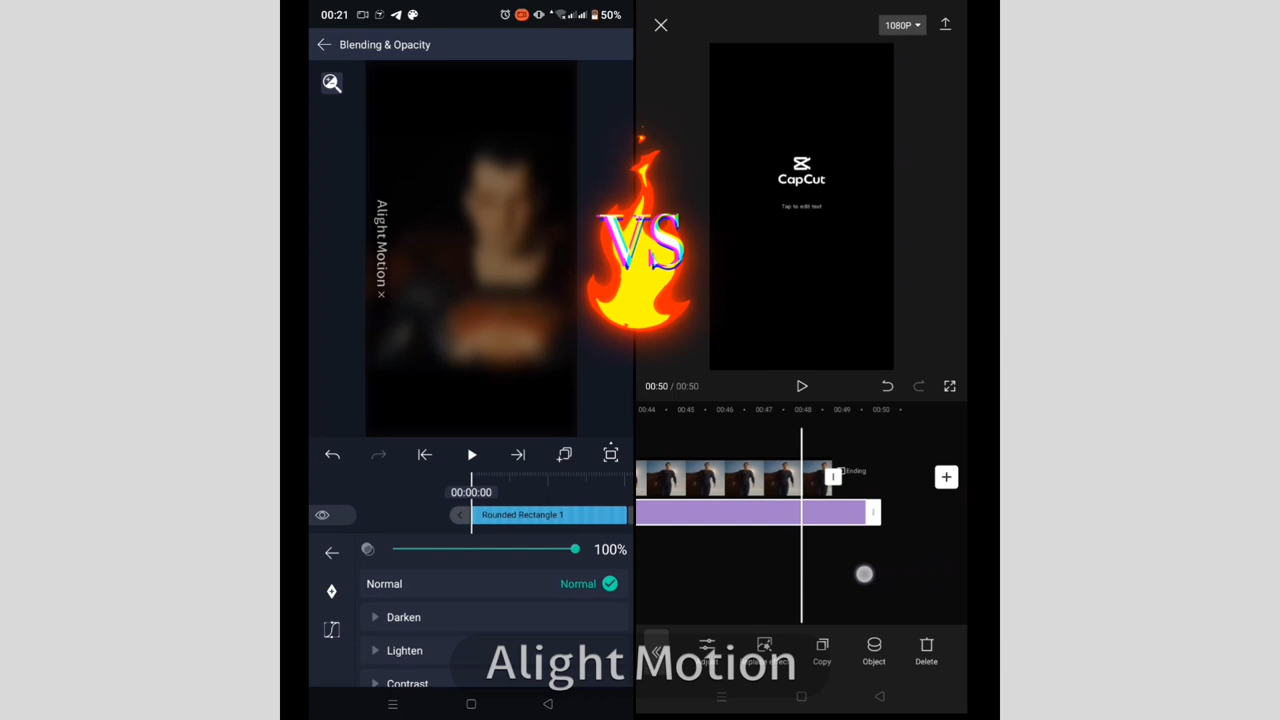 00:21
50%
Blending & Opacity
Alight Motion ×
00:00:00
Rounded Rectangle 1
100%
Normal
Normal
Darken
Lighten
Contrast
VS
1080P
CapCut
Tap to edit text
00:50 / 00:50
00:44 00:45 00:46 00:47 00:48 00:49 00:50
Ending
Copy
Object
Delete
Alight Motion